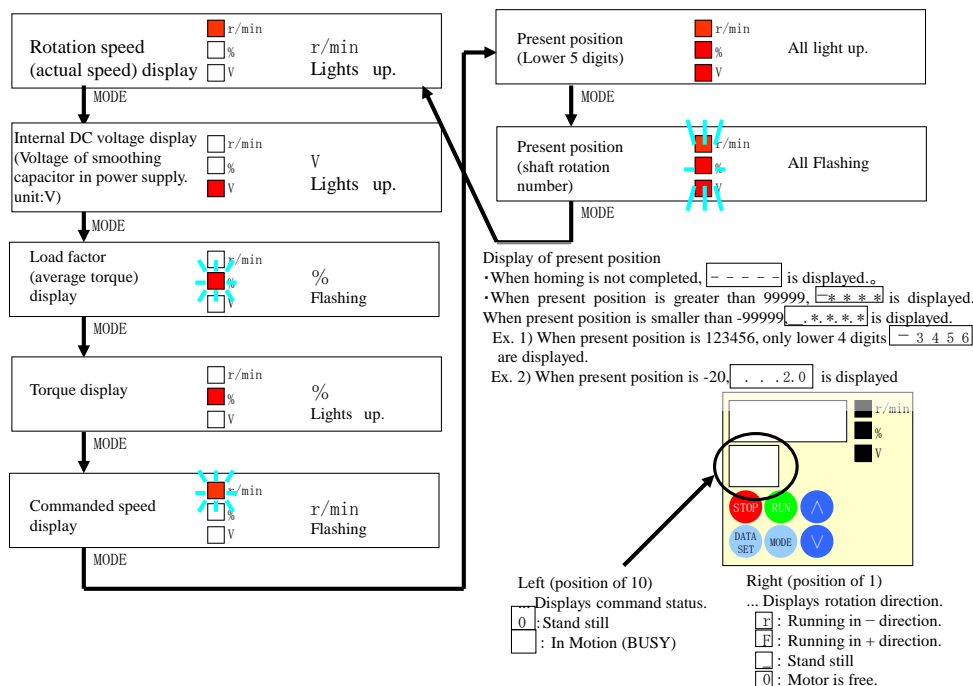 Rotation speed
(actual speed) display
r/min
%
V
r/min
Lights up.
MODE
Internal DC voltage display
(Voltage of smoothing
capacitor in power supply.
unit:V)
r/min
%
V
V
Lights up.
MODE
Load factor
(average torque)
display
r/min
%
V
%
Flashing
MODE
Torque display
r/min
%
V
%
Lights up.
MODE
Commanded speed
display
r/min
%
V
r/min
Flashing
MODE
Present position
(Lower 5 digits)
r/min
%
V
All light up.
MODE
Present position
(shaft rotation
number)
r/min
%
V
All Flashing
MODE
Display of present position
・When homing is not completed, - - - - - is displayed.。
・When present position is greater than 99999, ‾* * * * is displayed.
When present position is smaller than -99999,_.*.*.*.* is displayed.
Ex. 1) When present position is 123456, only lower 4 digits ‾ 3 4 5 6
are displayed.
Ex. 2) When present position is -20, . . .2.0 is displayed
r/min
%
V
STOP RUN ∧
DATA
SET
MODE ∨
Left (position of 10)
... Displays command status.
0 : Stand still
: In Motion (BUSY)
Right (position of 1)
... Displays rotation direction.
r : Running in − direction.
F : Running in + direction.
_ : Stand still
0 : Motor is free.